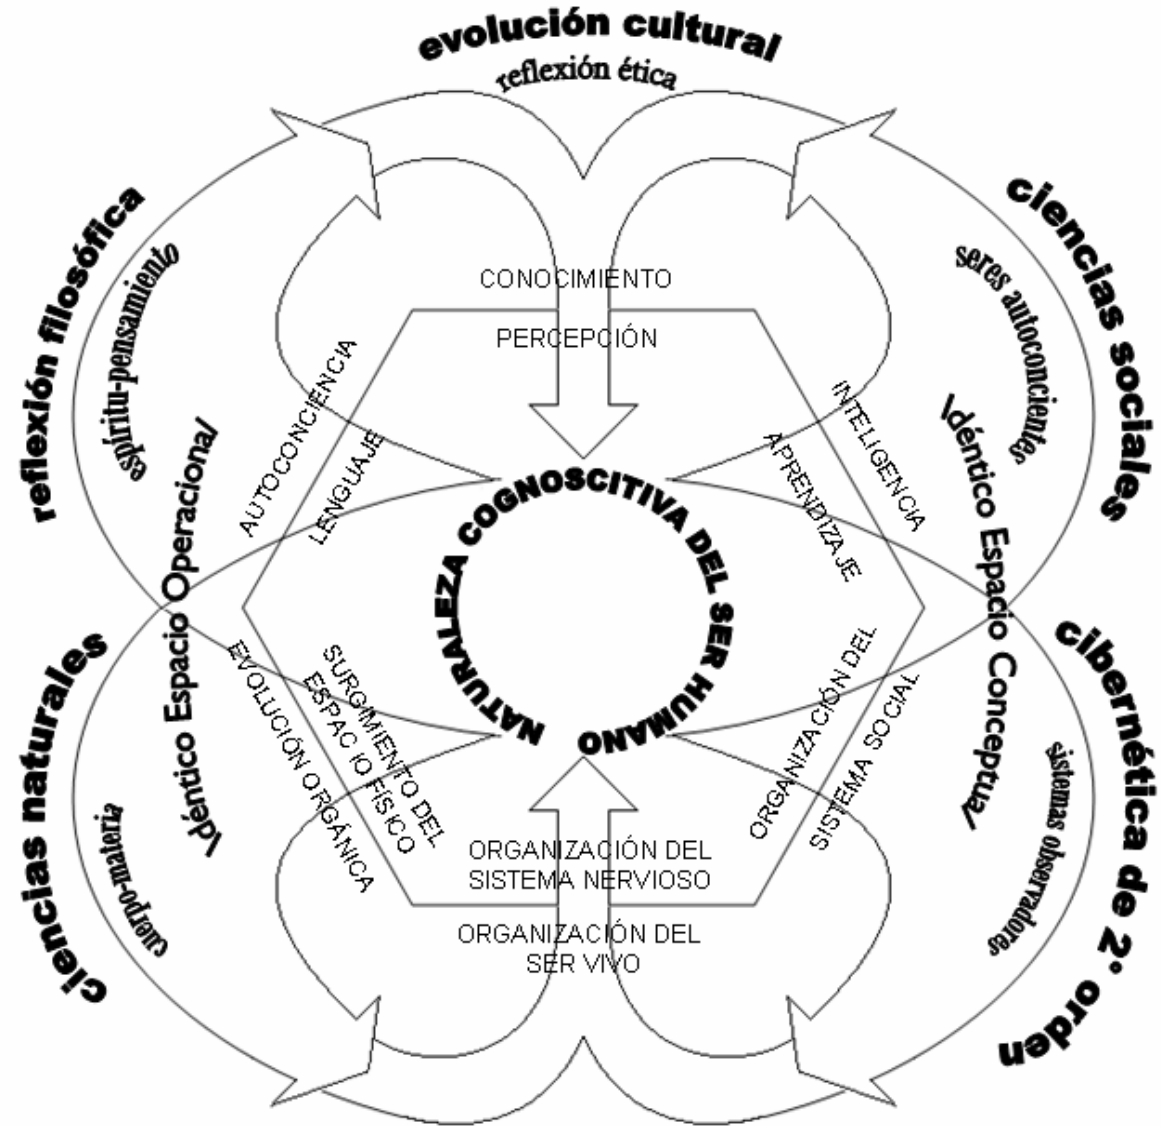 evolución cultural
reflexión ética
reflexión filosófica
espíritu-pensamiento
ciencias sociales
seres autoconcientes
CONOCIMIENTO
PERCEPCIÓN
AUTOCONCIENCIA
LENGUAJE
INTELIGENCIA
APRENDIZAJE
Idéntico Espacio Operacional
Idéntico Espacio Conceptual
NATURALEZA COGNOSCITIVA DEL SER HUMANO
ciencias naturales
cuerpo-materia
SURGIMIENTO DEL
ESPAC IO FÍSICO
EVOLUCIÓN ORGÁNICA
ORGANIZACIÓN DEL
SISTEMA SOCIAL
cibernética de 2° orden
sistemas observadores
ORGANIZACIÓN DEL
SISTEMA NERVIOSO
ORGANIZACIÓN DEL
SER VIVO